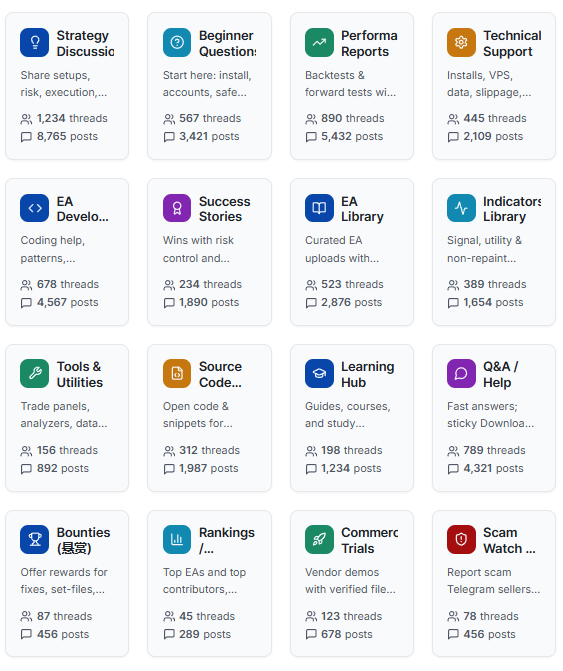 Strategy
Discussio
Share setups,
risk, execution,...
1,234 threads
8,765 posts
Beginner
Questions
Start here: install,
accounts, safe...
567 threads
3,421 posts
Performa
Reports
Backtests &
forward tests wi...
890 threads
5,432 posts
Technical
Support
Installs, VPS,
data, slippage,...
445 threads
2,109 posts
EA
Develo...
Coding help,
patterns,...
678 threads
4,567 posts
Success
Stories
Wins with risk
control and...
234 threads
1,890 posts
EA
Library
Curated EA
uploads with...
523 threads
2,876 posts
Indicators
Library
Signal, utility &
non-repaint...
389 threads
1,654 posts
Tools &
Utilities
Trade panels,
analyzers, data...
156 threads
892 posts
Source
Code...
Open code &
snippets for...
312 threads
1,987 posts
Learning
Hub
Guides, courses,
and study...
198 threads
1,234 posts
Q&A /
Help
Fast answers;
sticky Downloa...
789 threads
4,321 posts
Bounties
(悬赏)
Offer rewards for
fixes, set-files,...
87 threads
456 posts
Rankings
/...
Top EAs and top
contributors,...
45 threads
289 posts
Commerc
Trials
Vendor demos
with verified file...
123 threads
678 posts
Scam
Watch ...
Report scam
Telegram sellers...
78 threads
456 posts